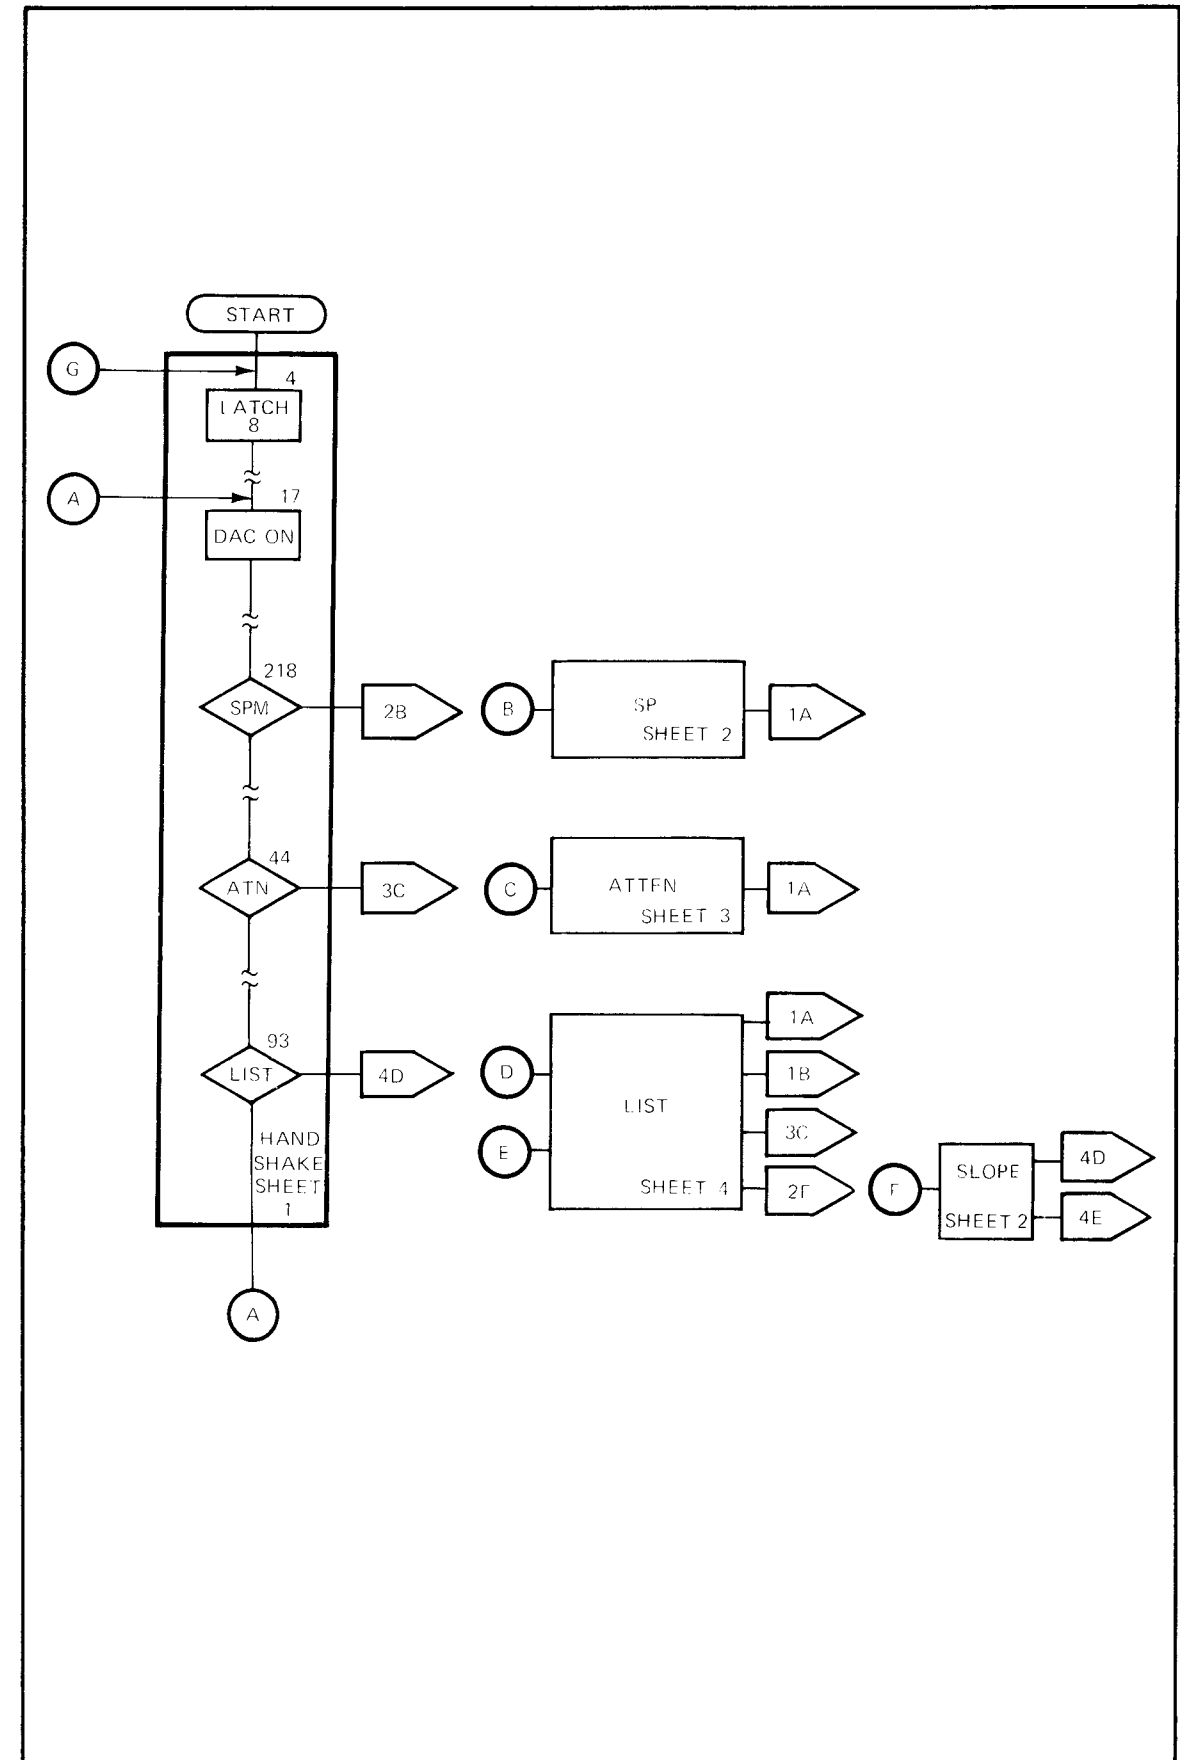 START
G
4
LATCH
8
A
17
DAC ON
218
SPM
2B
B
SP
SHEET 2
1A
44
ATN
3C
C
ATTEN
SHEET 3
1A
93
LIST
4D
D
E
LIST
SHEET 4
1A
1B
3C
2F
F
SLOPE
SHEET 2
4D
4E
HAND
SHAKE
SHEET
1
A